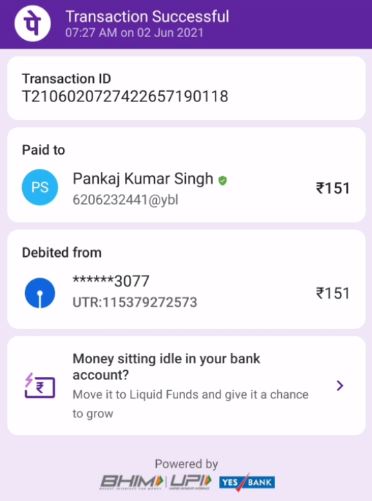 पे
Transaction Successful
07:27 AM on 02 Jun 2021
Transaction ID
T2106020727422657190118
Paid to
PS
Pankaj Kumar Singh
₹151
6206232441@ybl
Debited from
******3077
₹151
UTR:115379272573
Money sitting idle in your bank
account?
₹
Move it to Liquid Funds and give it a chance
to grow
Powered by
BHIM UPI YES BANK